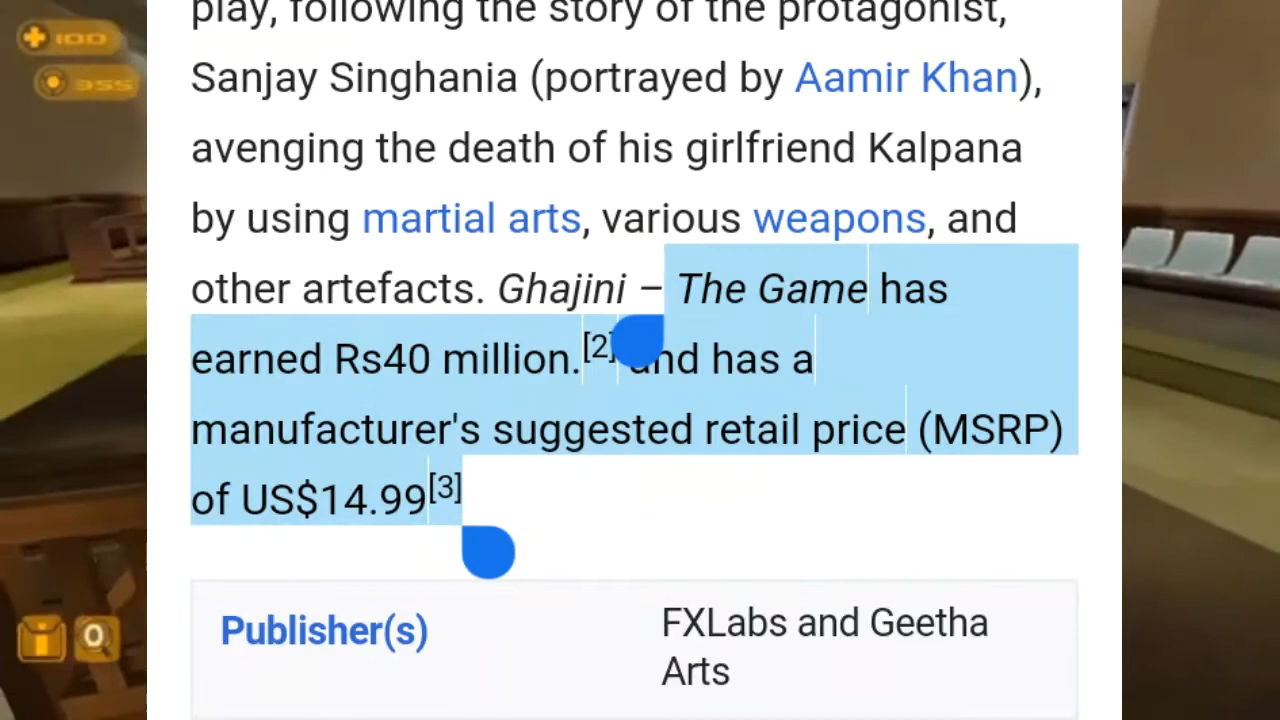 100
355
play, following the story of the protagonist,
Sanjay Singhania (portrayed by Aamir Khan),
avenging the death of his girlfriend Kalpana
by using martial arts, various weapons, and
other artefacts. Ghajini – The Game has
earned Rs40 million.[2] and has a
manufacturer's suggested retail price (MSRP)
of US$14.99[3]
Publisher(s) FXLabs and Geetha
Arts